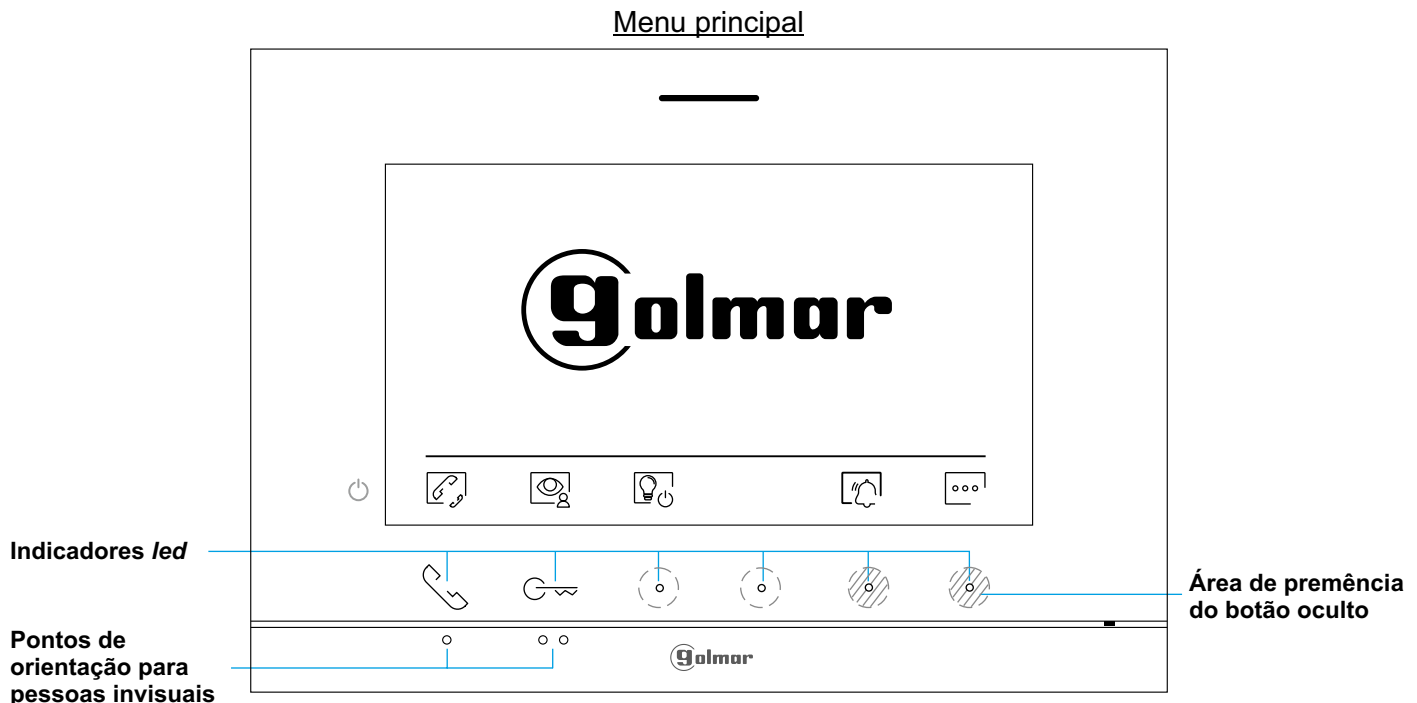 Menu principal
golmar
Indicadores led
Área de premência
do botão oculto
Pontos de
orientação para
pessoas invisuais
golmar